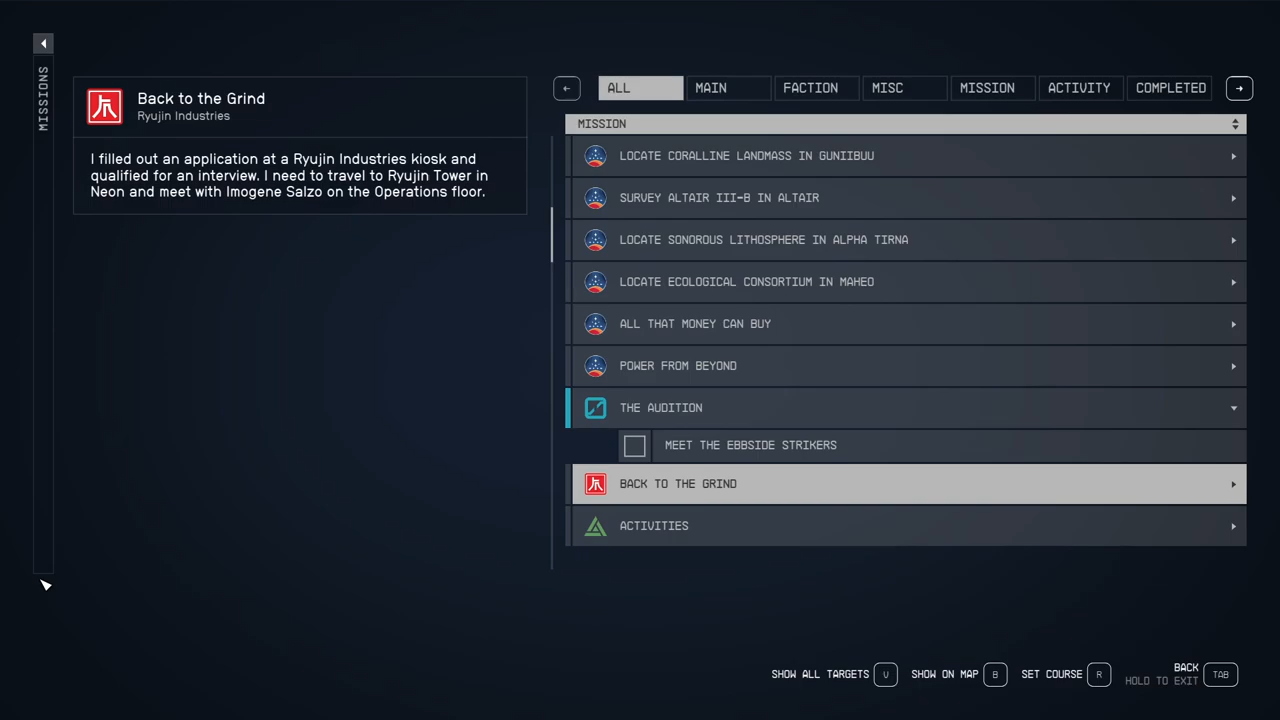 MISSIONS
Back to the Grind
Ryujin Industries
I filled out an application at a Ryujin Industries kiosk and
qualified for an interview. I need to travel to Ryujin Tower in
Neon and meet with Imogene Salzo on the Operations floor.
ALL MAIN FACTION MISC MISSION ACTIVITY COMPLETED
MISSION
LOCATE CORALLINE LANDMASS IN GUNIIBUU
SURVEY ALTAIR III-B IN ALTAIR
LOCATE SONOROUS LITHOSPHERE IN ALPHA TIRNA
LOCATE ECOLOGICAL CONSORTIUM IN MAHEO
ALL THAT MONEY CAN BUY
POWER FROM BEYOND
THE AUDITION
MEET THE EBBSIDE STRIKERS
BACK TO THE GRIND
ACTIVITIES
SHOW ALL TARGETS V SHOW ON MAP B SET COURSE R BACK TAB
HOLD TO EXIT